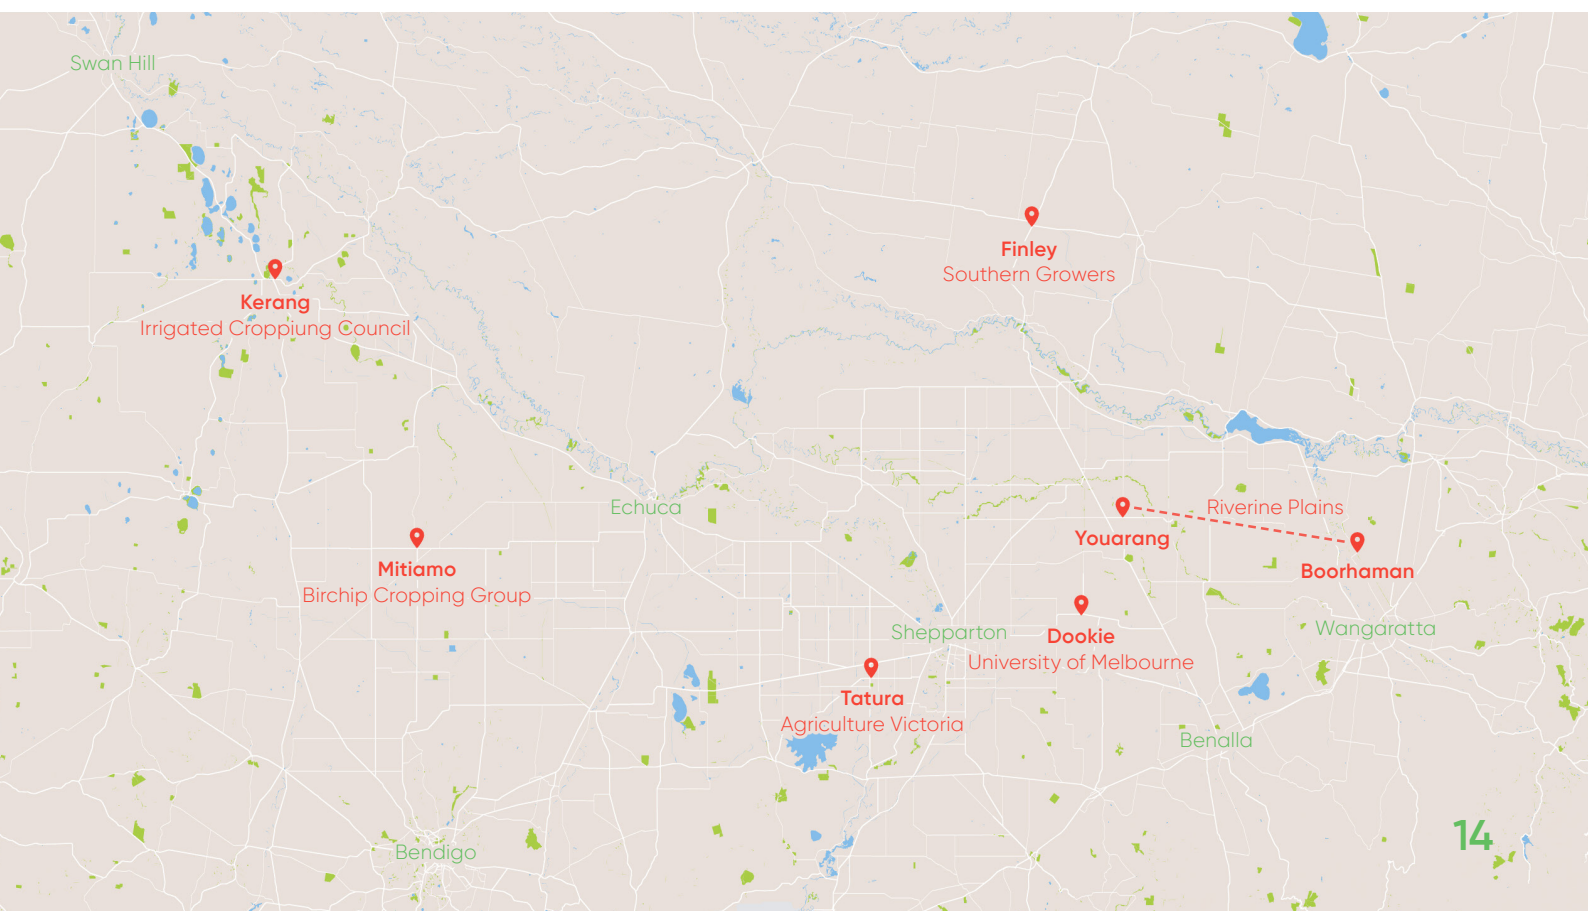 Swan Hill
Finley
Southern Growers
Kerang
Irrigated Croppiung Council
Echuca
Riverine Plains
Youarang
Boorhaman
Mitiamo
Birchip Cropping Group
Shepparton
Dookie
University of Melbourne
Wangaratta
Tatura
Agriculture Victoria
Benalla
Bendigo
14